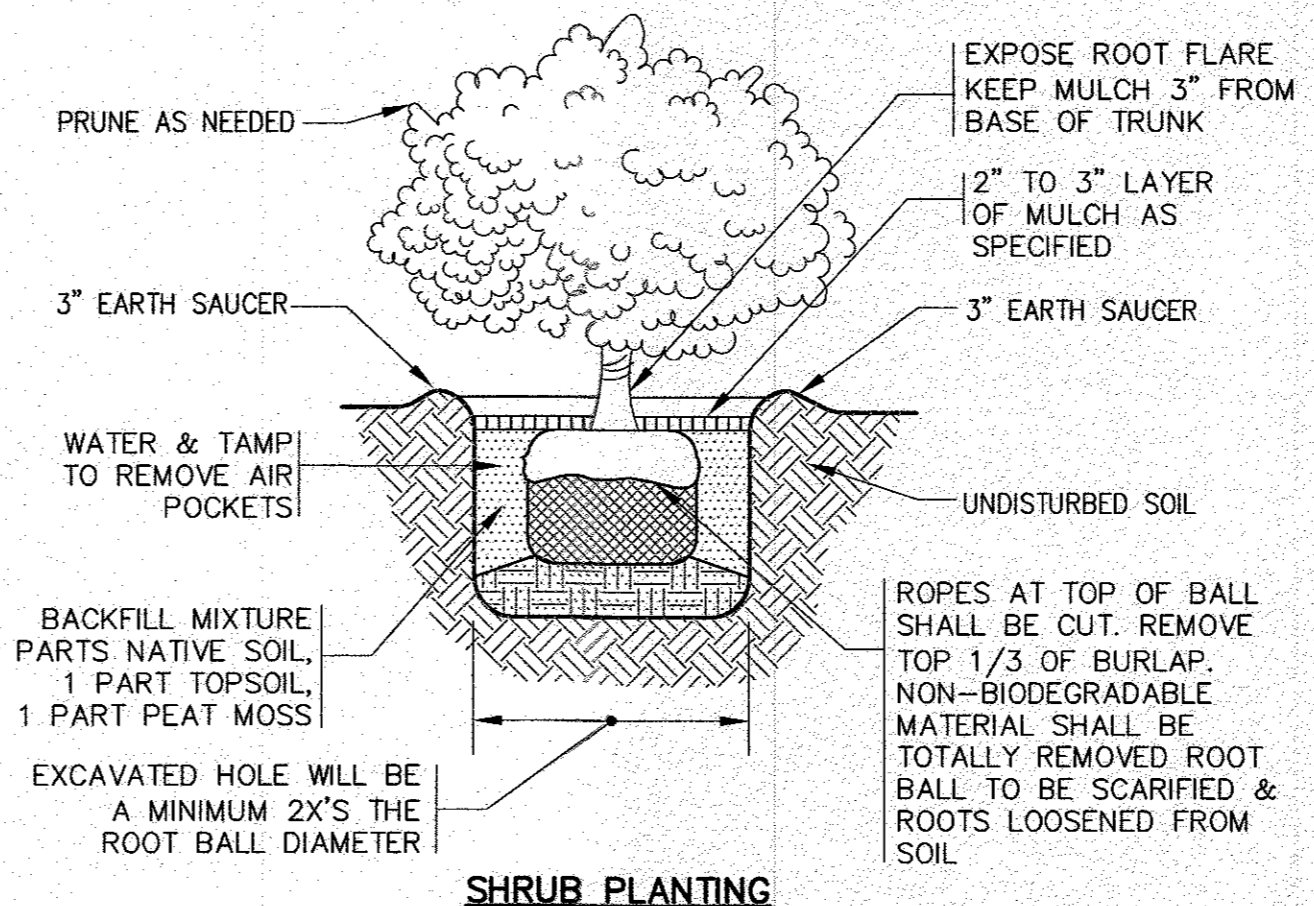 PRUNE AS NEEDED
EXPOSE ROOT FLARE
KEEP MULCH 3" FROM
BASE OF TRUNK
2" TO 3" LAYER
OF MULCH AS
SPECIFIED
3" EARTH SAUCER
3" EARTH SAUCER
WATER & TAMP
TO REMOVE AIR
POCKETS
UNDISTURBED SOIL
BACKFILL MIXTURE
PARTS NATIVE SOIL,
1 PART TOPSOIL,
1 PART PEAT MOSS
ROPES AT TOP OF BALL
SHALL BE CUT. REMOVE
TOP 1/3 OF BURLAP.
NON-BIODEGRADABLE
MATERIAL SHALL BE
TOTALLY REMOVED ROOT
BALL TO BE SCARIFIED &
ROOTS LOOSENED FROM
SOIL
EXCAVATED HOLE WILL BE
A MINIMUM 2X'S THE
ROOT BALL DIAMETER
SHRUB PLANTING